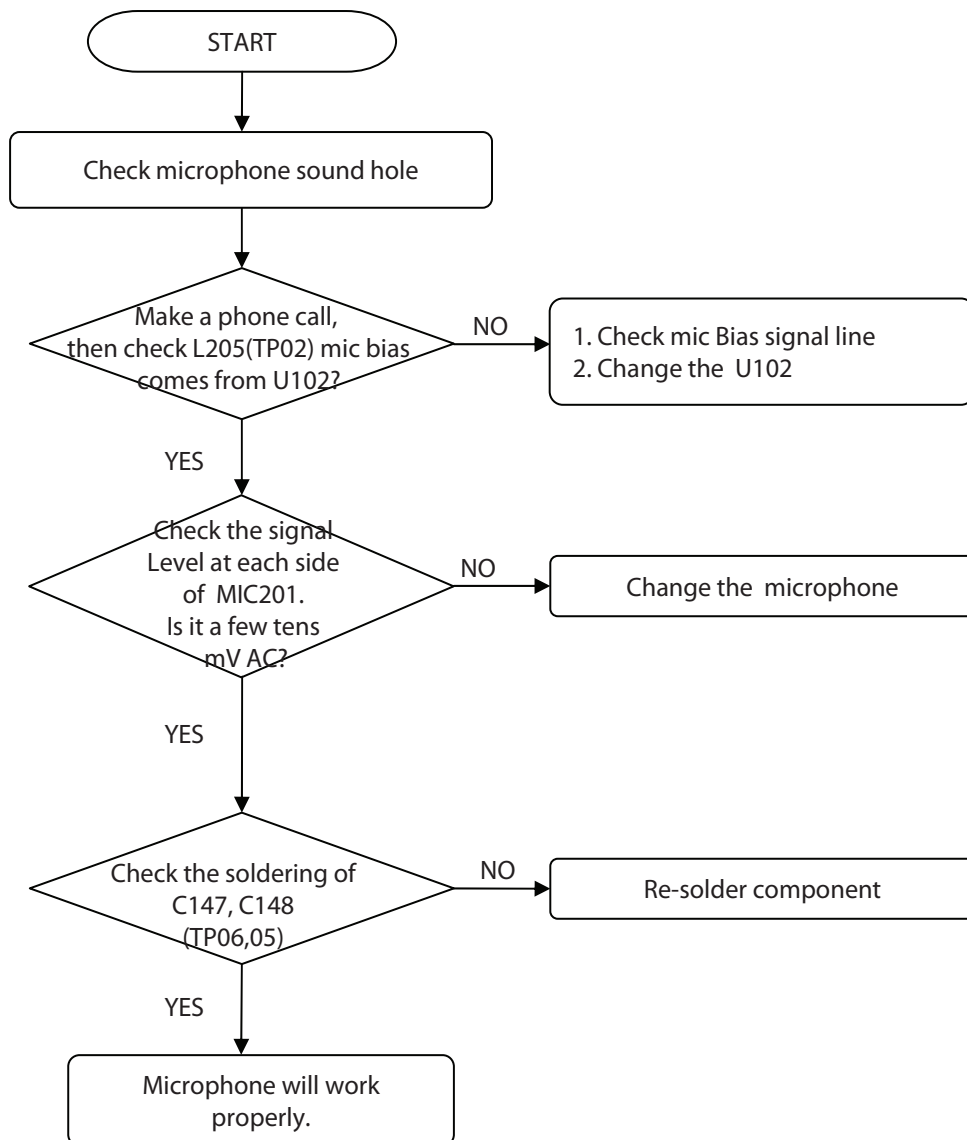 START
Check microphone sound hole
Make a phone call,
then check L205(TP02) mic bias
comes from U102?
NO
1. Check mic Bias signal line
2. Change the U102
YES
Check the signal
Level at each side
of MIC201.
Is it a few tens
mV AC?
NO
Change the microphone
YES
Check the soldering of
C147, C148
(TP06,05)
NO
Re-solder component
YES
Microphone will work
properly.